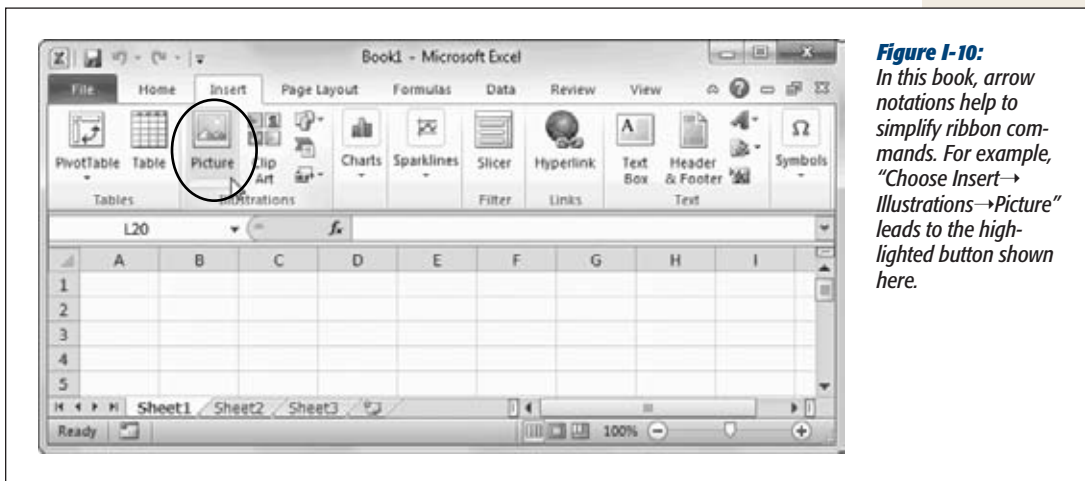 Book1 - Microsoft Excel
File Home Insert Page Layout Formulas Data Review View
PivotTable Table Picture Clip Art Charts Sparklines Slicer Hyperlink Text Box Header & Footer Symbols
Tables Illustrations Filter Links Text
L20 fx
A B C D E F G H I
1
2
3
4
5
Sheet1 Sheet2 Sheet3
Ready 100%
Figure I-10:
In this book, arrow
notations help to
simplify ribbon com-
mands. For example,
“Choose Insert→
Illustrations→Picture”
leads to the high-
lighted button shown
here.